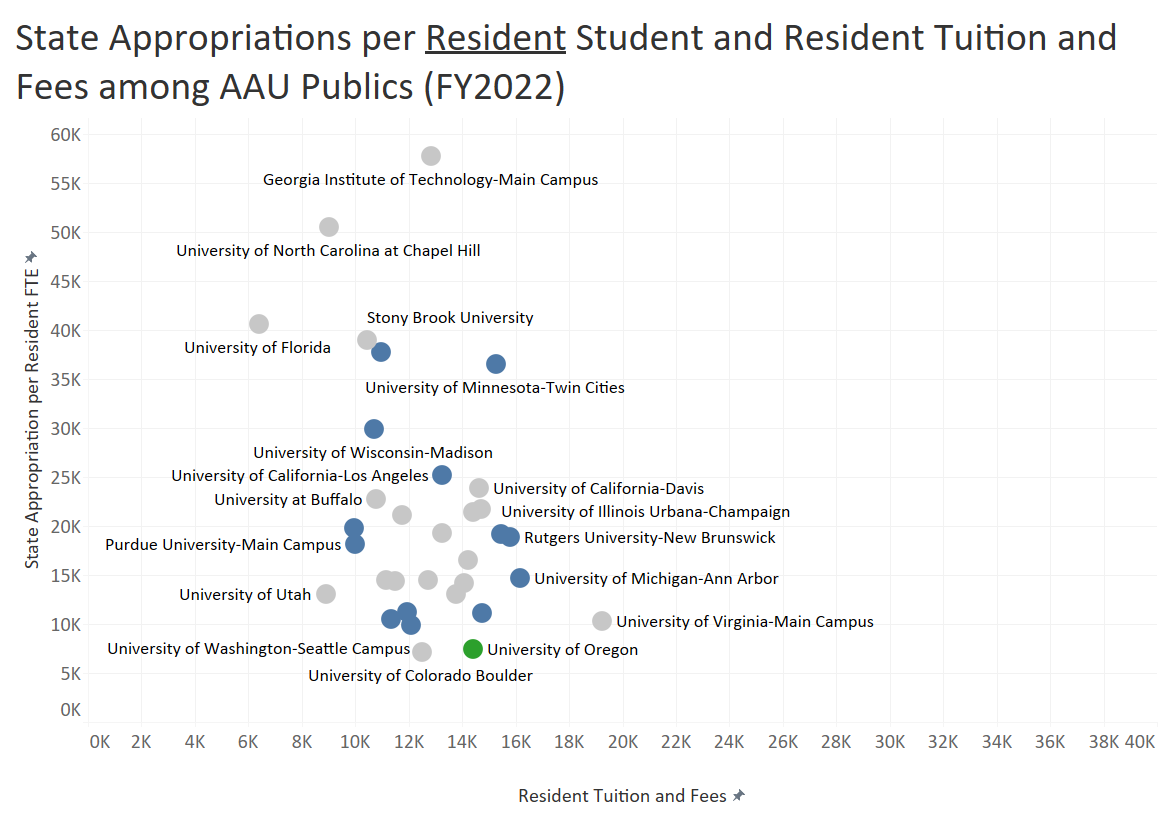 State Appropriations per Resident Student and Resident Tuition and
Fees among AAU Publics (FY2022)
60K
Georgia Institute of Technology-Main Campus
55K
50K
University of North Carolina at Chapel Hill
45K
Stony Brook University
40K
University of Florida
35K
University of Minnesota-Twin Cities
30K
University of Wisconsin-Madison
25K
University of California-Los Angeles
University of California-Davis
University at Buffalo
University of Illinois Urbana-Champaign
20K
Rutgers University-New Brunswick
Purdue University-Main Campus
15K
University of Michigan-Ann Arbor
University of Utah
10K
University of Virginia-Main Campus
University of Washington-Seattle Campus
University of Oregon
5K
University of Colorado Boulder
0K
State Appropriation per Resident FTE
0K 2K 4K 6K 8K 10K 12K 14K 16K 18K 20K 22K 24K 26K 28K 30K 32K 34K 36K 38K 40K
Resident Tuition and Fees